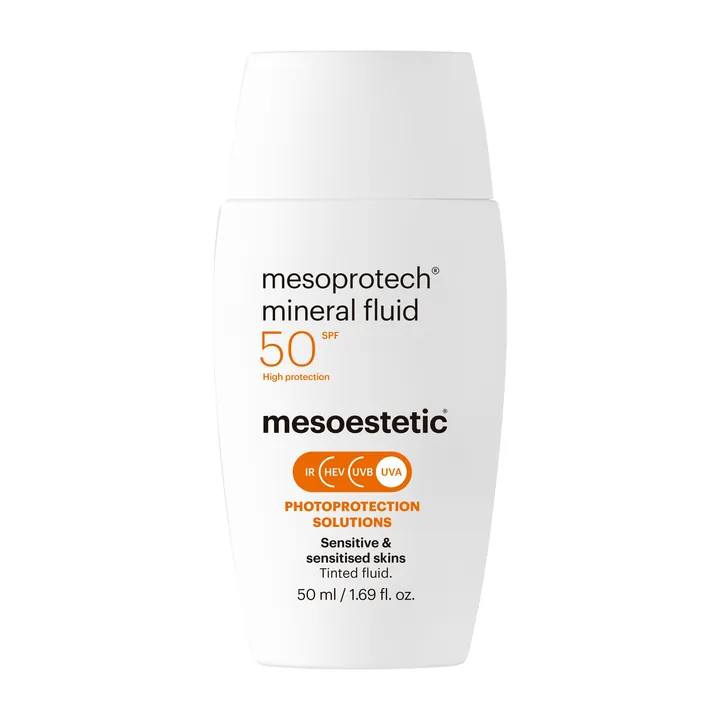 mesoprotech®
mineral fluid
50 SPF
High protection
mesoestetic®
IR HEV UVB UVA
PHOTOPROTECTION
SOLUTIONS
Sensitive &
sensitised skins
Tinted fluid.
50 ml / 1.69 fl. oz.